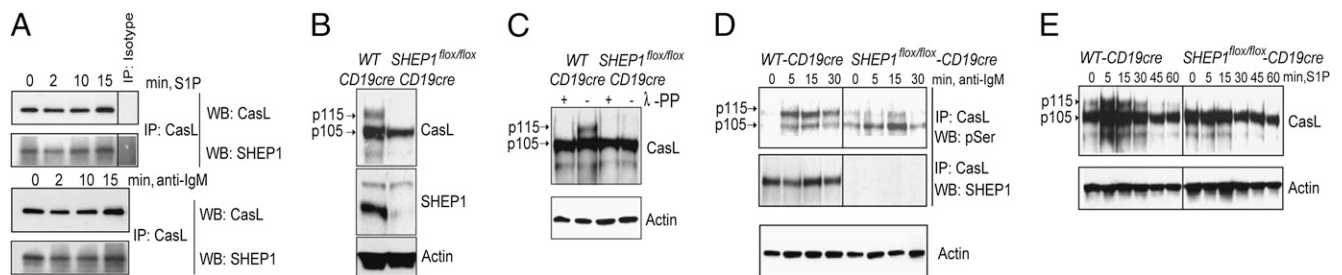 A
IP: Isotype
0 2 10 15 min, S1P
WB: CasL
IP: CasL
WB: SHEP1
0 2 10 15 min, anti-IgM
WB: CasL
IP: CasL
WB: SHEP1
B
WT SHEP1flox/flox
CD19cre CD19cre
p115
p105
CasL
SHEP1
Actin
C
WT SHEP1flox/flox
CD19cre CD19cre
+ - + - λ -PP
p115
p105
CasL
Actin
D
WT-CD19cre SHEP1flox/flox-CD19cre
0 5 15 30 0 5 15 30 min, anti-IgM
p115
p105
IP: CasL
WB: pSer
IP: CasL
WB: SHEP1
Actin
E
WT-CD19cre SHEP1flox/flox-CD19cre
0 5 15 30 45 60 0 5 15 30 45 60 min, S1P
p115
p105
CasL
Actin